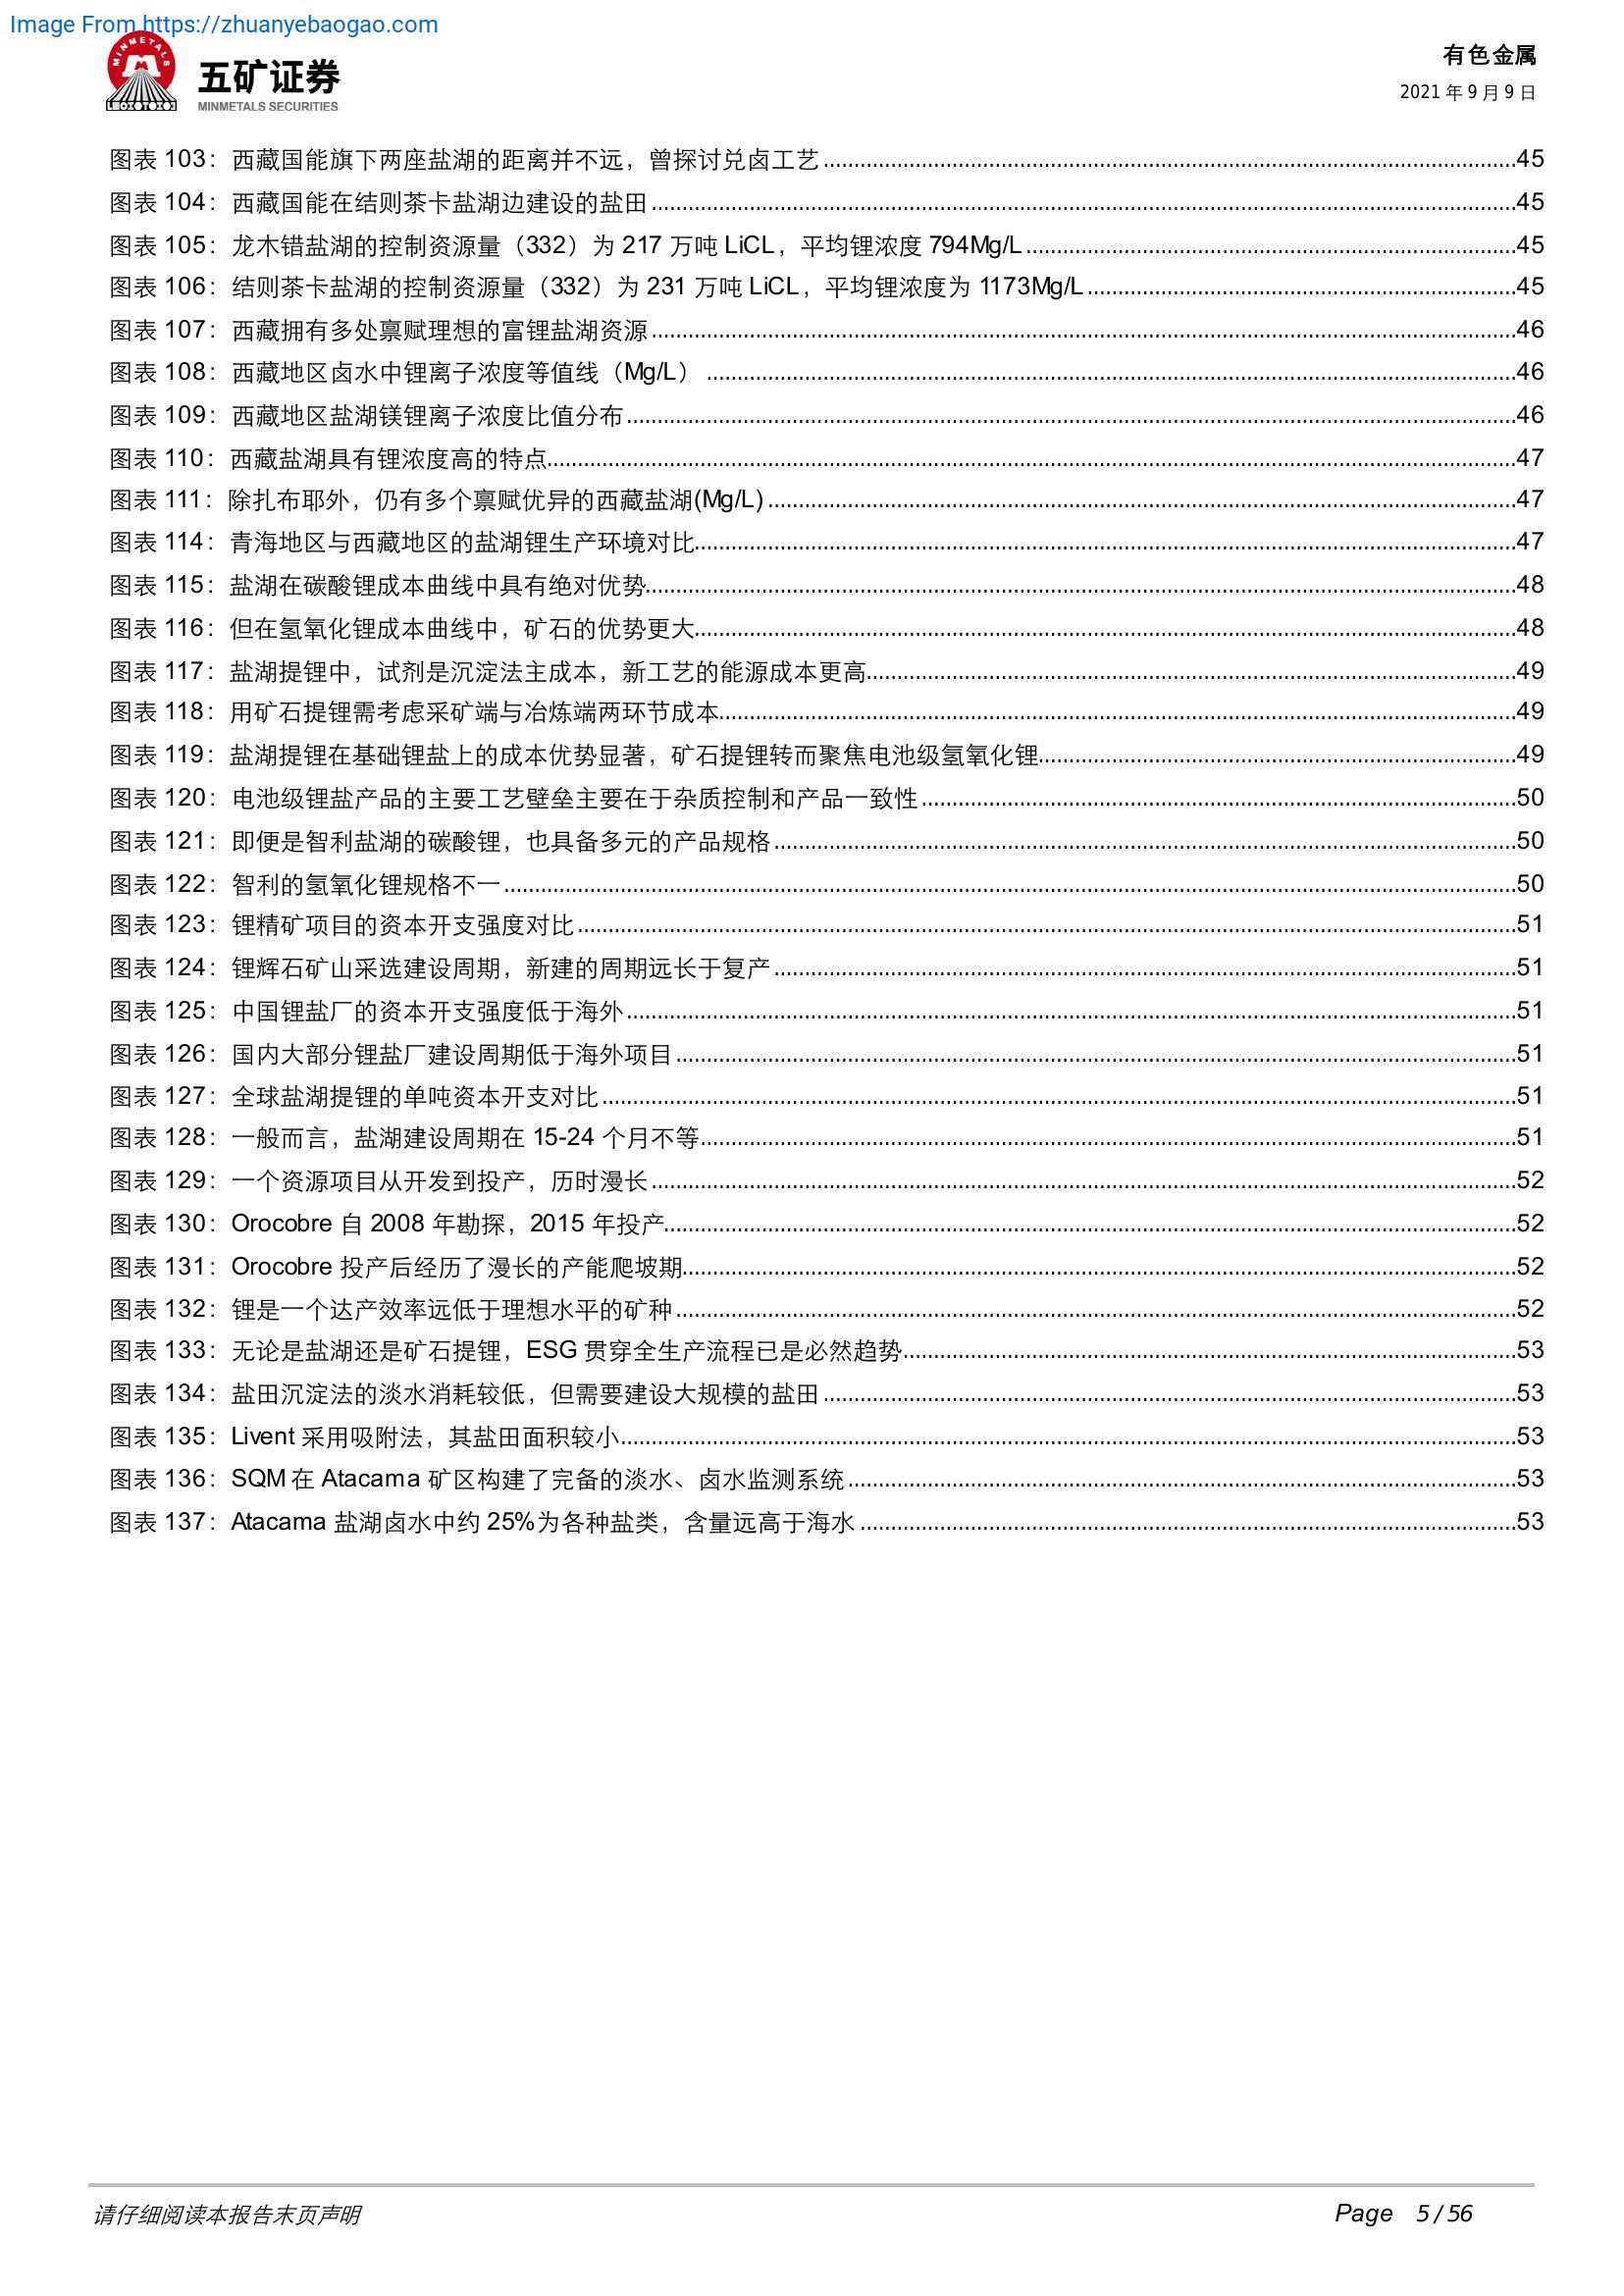 Image From https://zhuanyebaogao.com
MINMETALS
五矿证券
MINMETALS SECURITIES
有色金属
2021 年 9 月 9 日
图表 103：西藏国能旗下两座盐湖的距离并不远，曾探讨兑卤工艺........45
图表 104：西藏国能在结则茶卡盐湖边建设的盐田........45
图表 105：龙木错盐湖的控制资源量（332）为 217 万吨 LiCL，平均锂浓度 794Mg/L........45
图表 106：结则茶卡盐湖的控制资源量（332）为 231 万吨 LiCL，平均锂浓度为 1173Mg/L........45
图表 107：西藏拥有多处禀赋理想的富锂盐湖资源........46
图表 108：西藏地区卤水中锂离子浓度等值线（Mg/L）........46
图表 109：西藏地区盐湖镁锂离子浓度比值分布........46
图表 110：西藏盐湖具有锂浓度高的特点........47
图表 111：除扎布耶外，仍有多个禀赋优异的西藏盐湖(Mg/L)........47
图表 114：青海地区与西藏地区的盐湖锂生产环境对比........47
图表 115：盐湖在碳酸锂成本曲线中具有绝对优势........48
图表 116：但在氢氧化锂成本曲线中，矿石的优势更大........48
图表 117：盐湖提锂中，试剂是沉淀法主成本，新工艺的能源成本更高........49
图表 118：用矿石提锂需考虑采矿端与冶炼端两环节成本........49
图表 119：盐湖提锂在基础锂盐上的成本优势显著，矿石提锂转而聚焦电池级氢氧化锂........49
图表 120：电池级锂盐产品的主要工艺壁垒主要在于杂质控制和产品一致性........50
图表 121：即便是智利盐湖的碳酸锂，也具备多元的产品规格........50
图表 122：智利的氢氧化锂规格不一........50
图表 123：锂精矿项目的资本开支强度对比........51
图表 124：锂辉石矿山采选建设周期，新建的周期远长于复产........51
图表 125：中国锂盐厂的资本开支强度低于海外........51
图表 126：国内大部分锂盐厂建设周期低于海外项目........51
图表 127：全球盐湖提锂的单吨资本开支对比........51
图表 128：一般而言，盐湖建设周期在 15-24 个月不等........51
图表 129：一个资源项目从开发到投产，历时漫长........52
图表 130：Orocobre 自 2008 年勘探，2015 年投产........52
图表 131：Orocobre 投产后经历了漫长的产能爬坡期........52
图表 132：锂是一个达产效率远低于理想水平的矿种........52
图表 133：无论是盐湖还是矿石提锂，ESG 贯穿全生产流程已是必然趋势........53
图表 134：盐田沉淀法的淡水消耗较低，但需要建设大规模的盐田........53
图表 135：Livent 采用吸附法，其盐田面积较小........53
图表 136：SQM 在 Atacama 矿区构建了完备的淡水、卤水监测系统........53
图表 137：Atacama 盐湖卤水中约 25%为各种盐类，含量远高于海水........53
请仔细阅读本报告末页声明
Page 5 / 56